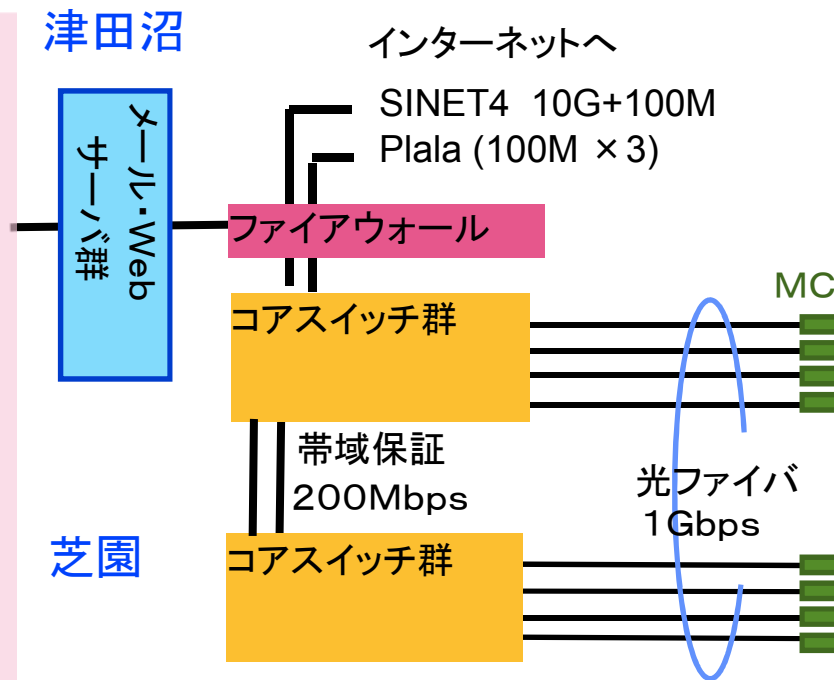 津田沼
インターネットへ
SINET4 10G+100M
Plala (100M ×3)
メール・Web
サーバ群
ファイアウォール
MC
コアスイッチ群
帯域保証
200Mbps
光ファイバ
1Gbps
芝園
コアスイッチ群